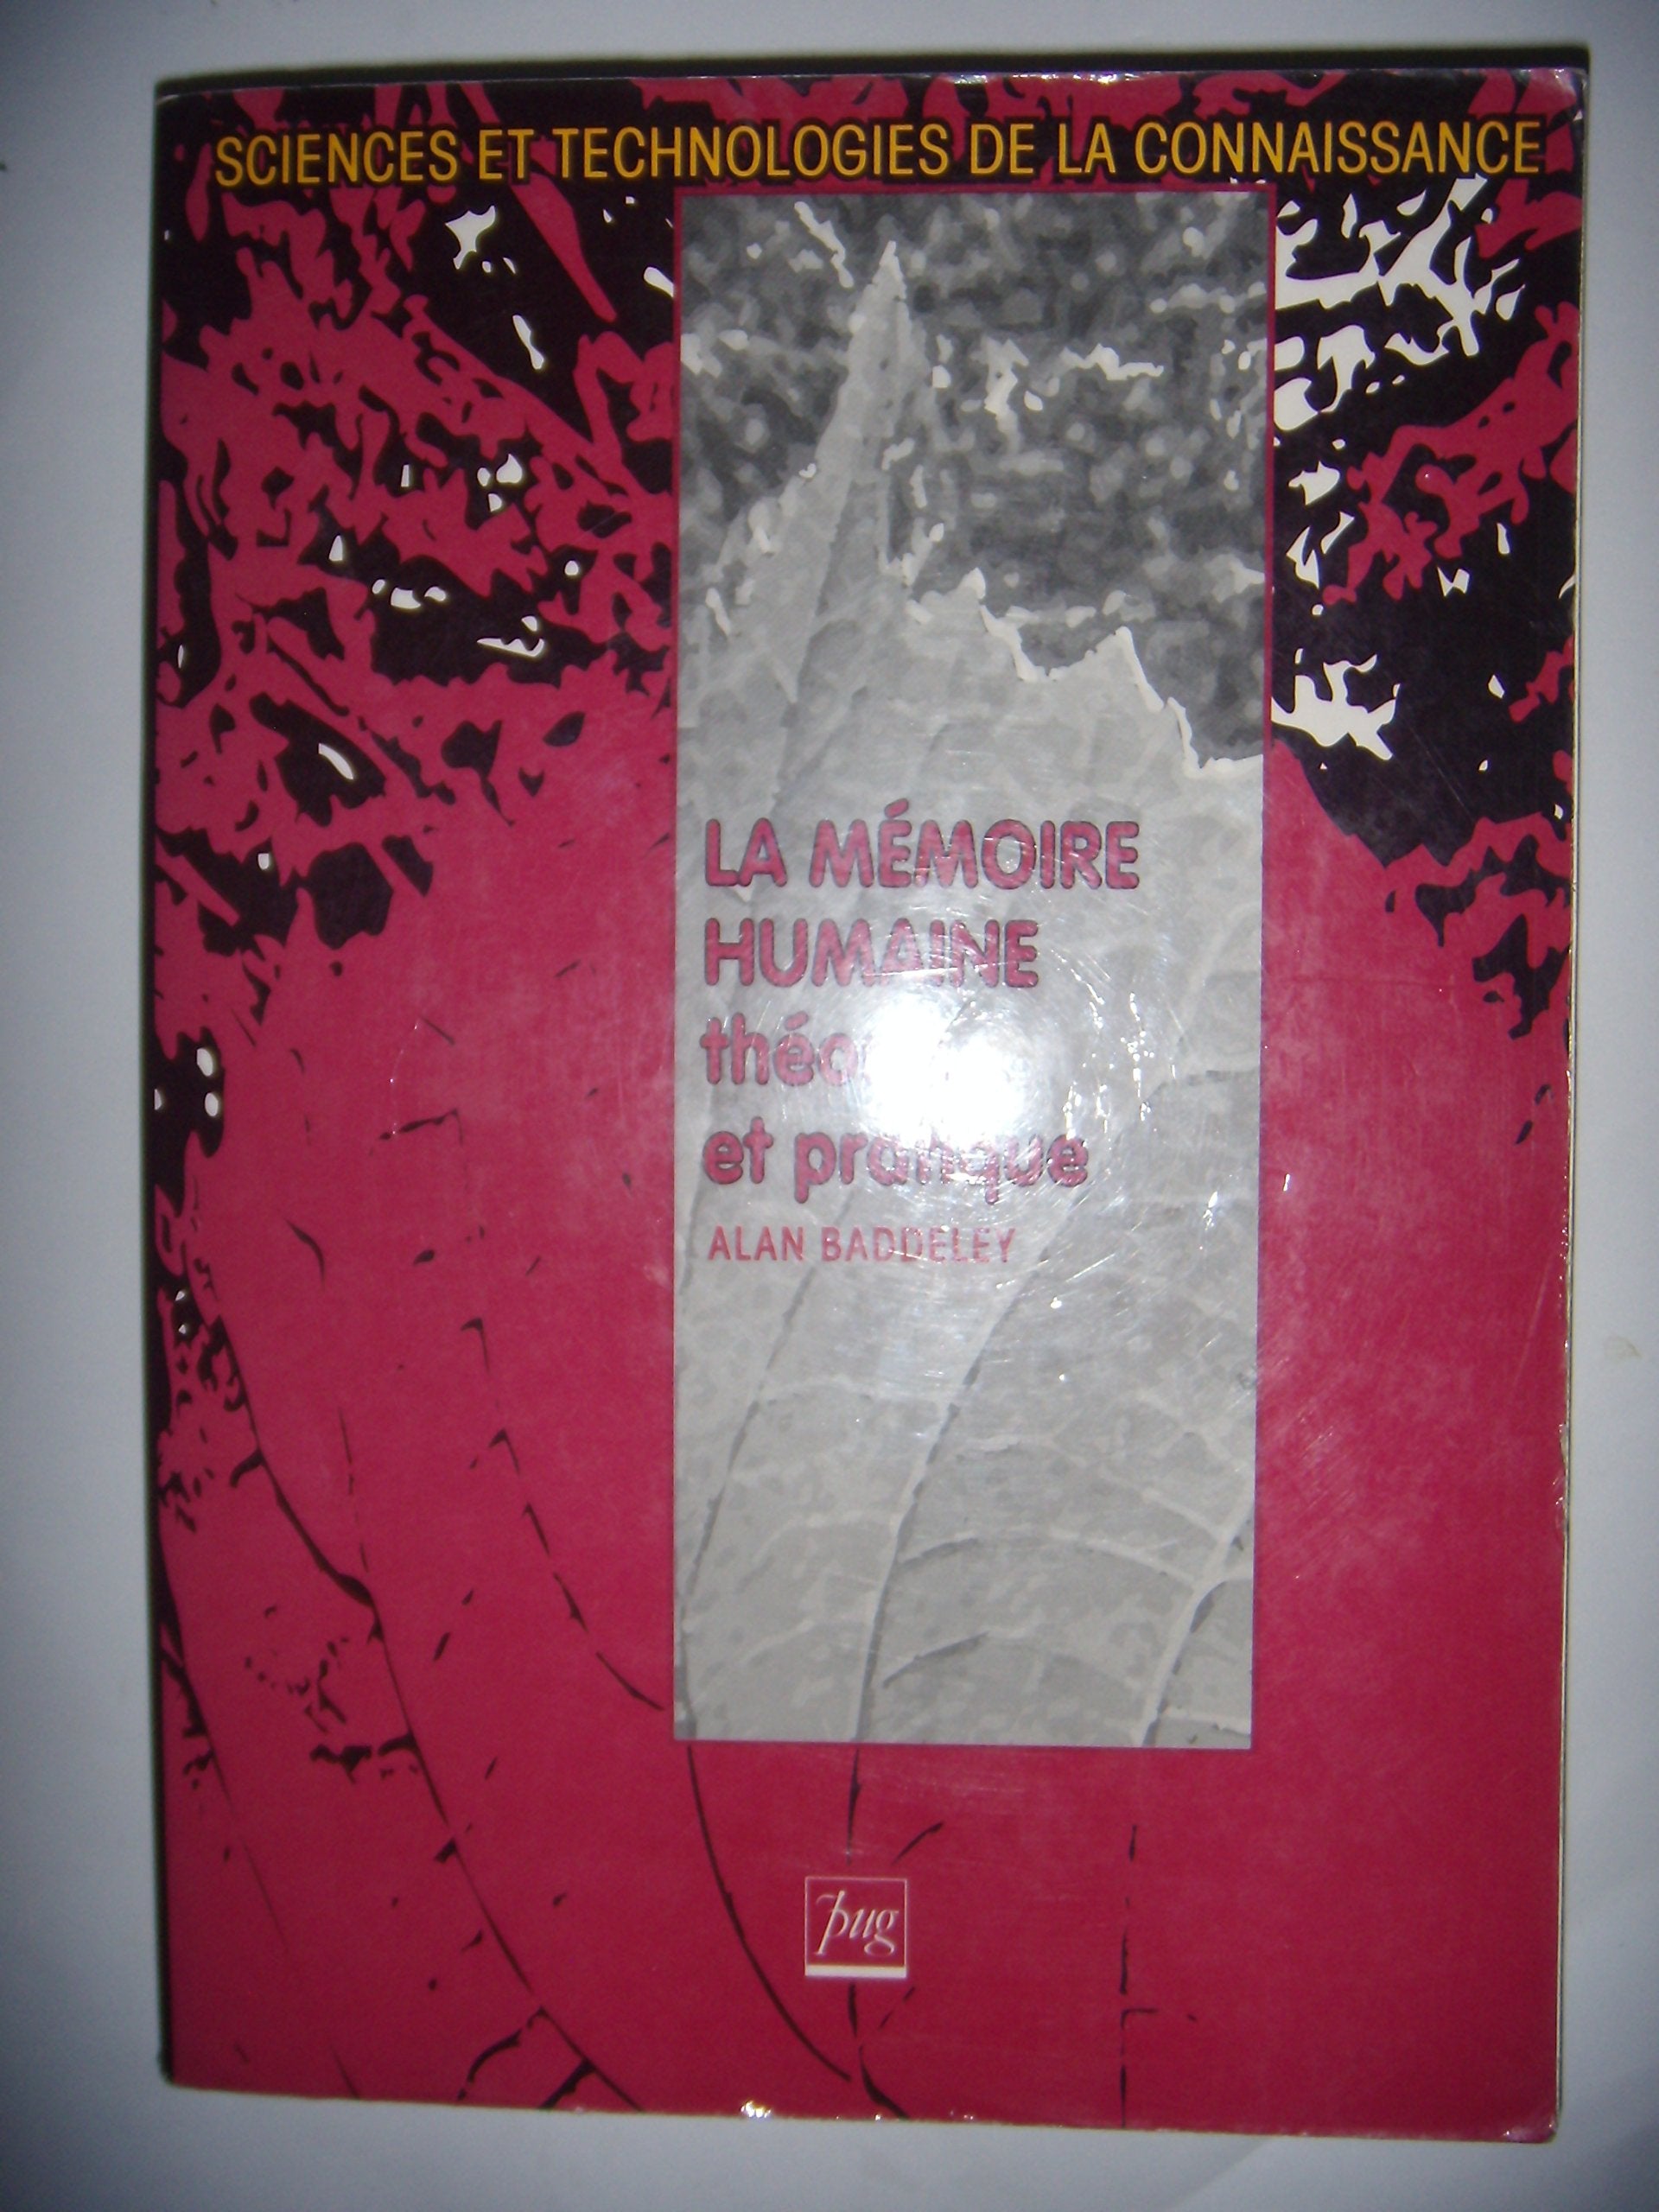 SCIENCES ET TECHNOLOGIES DE LA CONNAISSANCE
LA MÉMOIRE
HUMAINE
et pratique
ALAN BADDELEY
pug